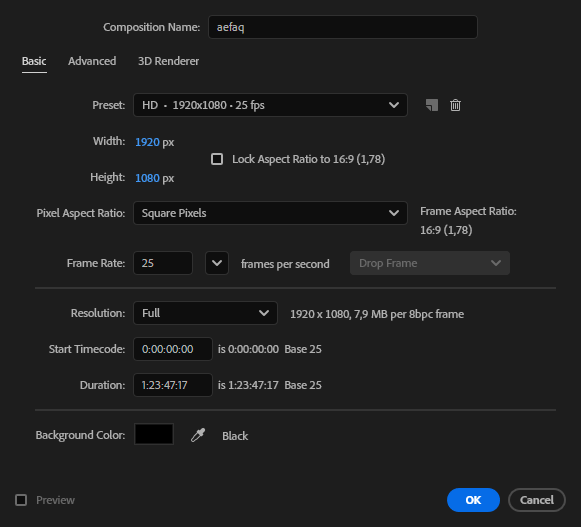 Composition Name: aefaq
Basic Advanced 3D Renderer
Preset: HD • 1920x1080 • 25 fps
Width: 1920 px
Lock Aspect Ratio to 16:9 (1,78)
Height: 1080 px
Pixel Aspect Ratio: Square Pixels
Frame Aspect Ratio:
16:9 (1,78)
Frame Rate: 25 frames per second Drop Frame
Resolution: Full 1920 x 1080, 7,9 MB per 8bpc frame
Start Timecode: 0:00:00:00 is 0:00:00:00 Base 25
Duration: 1:23:47:17 is 1:23:47:17 Base 25
Background Color: Black
Preview OK Cancel